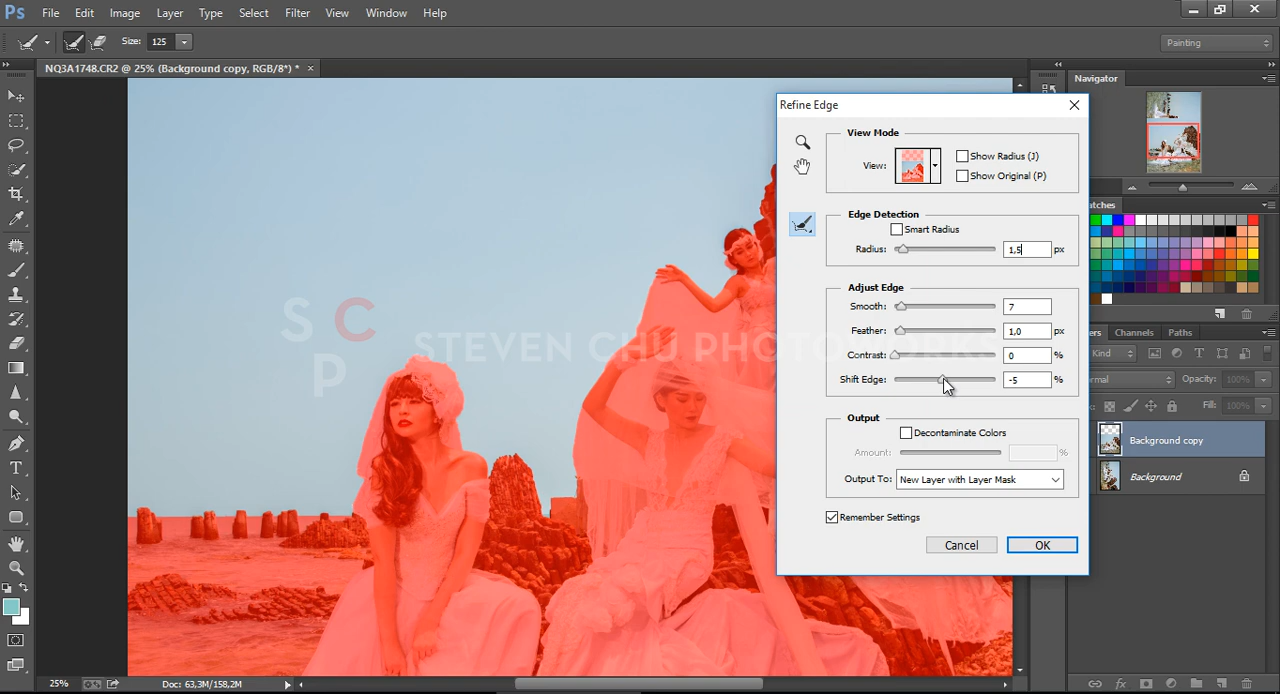 Ps File Edit Image Layer Type Select Filter View Window Help
Size: 125
Painting
NQ3A1748.CR2 @ 25% (Background copy, RGB/8*) * ×
Refine Edge
View Mode
View:
Show Radius (J)
Show Original (P)
Edge Detection
Smart Radius
Radius: 1,5 px
Adjust Edge
Smooth: 7
Feather: 1,0 px
Contrast: 0 %
Shift Edge: -5 %
Output
Decontaminate Colors
Amount: %
Output To: New Layer with Layer Mask
Remember Settings
Cancel OK
S C
P
STEVEN CHU PHOTOWORKS
Navigator
atches
ers Channels Paths
Kind
rmal Opacity: 100%
Fill: 100%
Background copy
Background
T
25% Doc: 63,3M/158,2M
fx